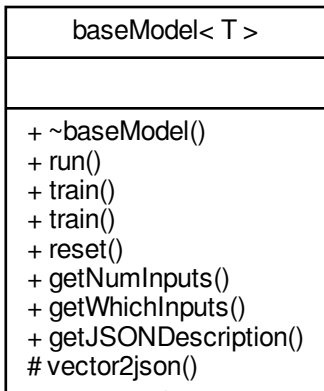 baseModel< T >
+ ~baseModel()
+ run()
+ train()
+ train()
+ reset()
+ getNumInputs()
+ getWhichInputs()
+ getJSONDescription()
# vector2json()